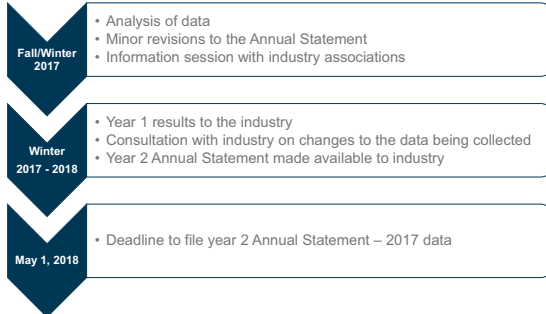 Fall/Winter
2017
• Analysis of data
• Minor revisions to the Annual Statement
• Information session with industry associations
Winter
2017 - 2018
• Year 1 results to the industry
• Consultation with industry on changes to the data being collected
• Year 2 Annual Statement made available to industry
May 1, 2018
• Deadline to file year 2 Annual Statement – 2017 data